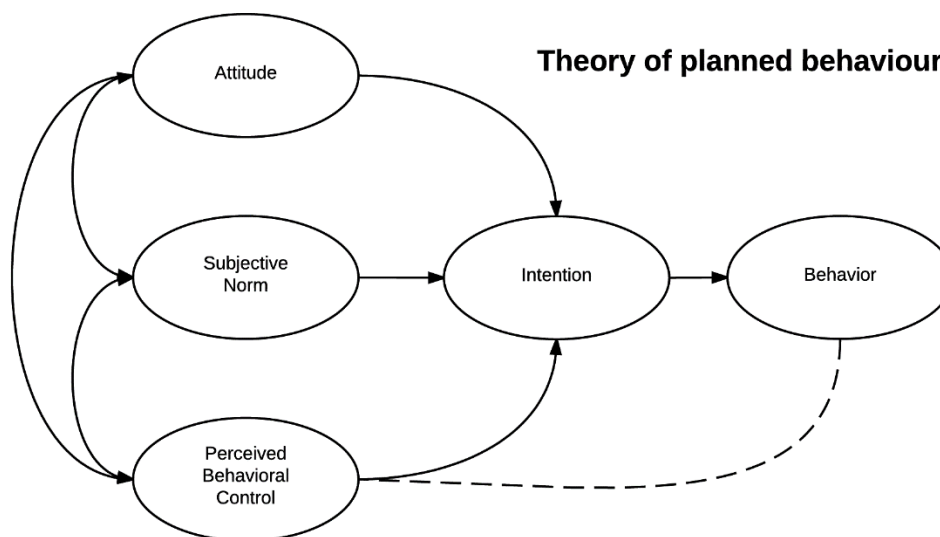 Attitude
Theory of planned behaviour
Subjective
Norm
Intention
Behavior
Perceived
Behavioral
Control